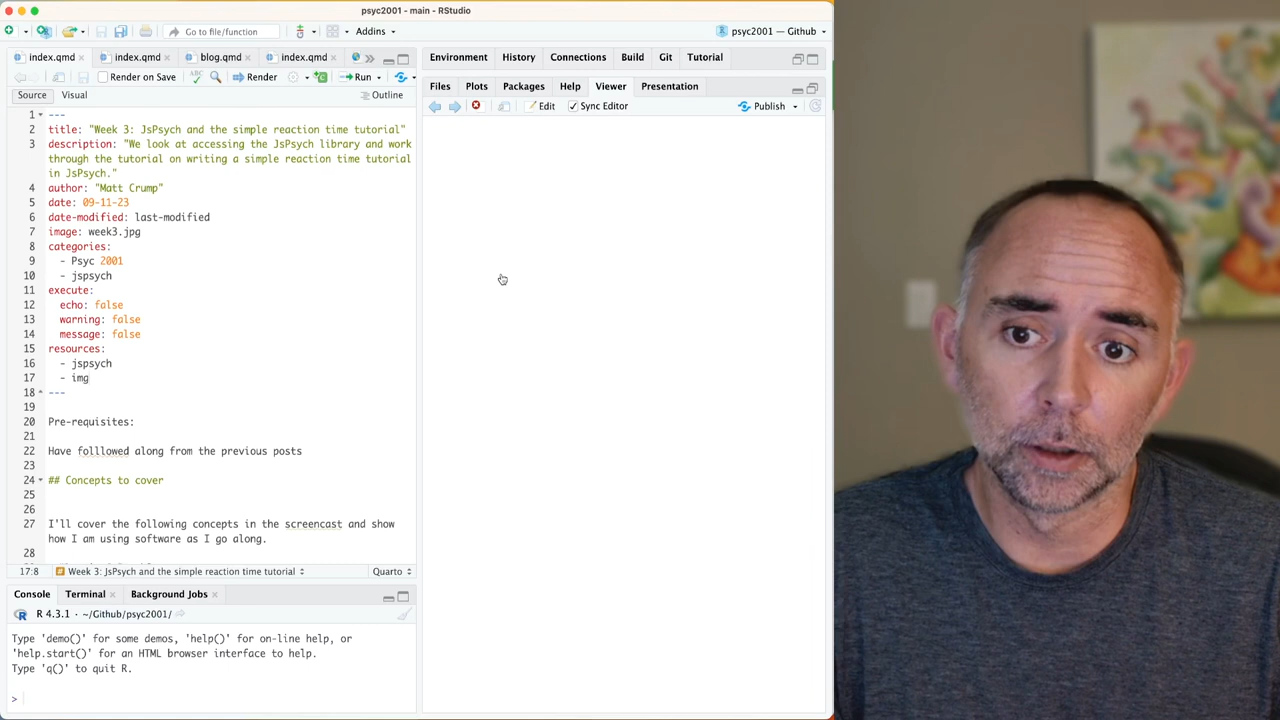 psyc2001 - main - RStudio
Go to file/function
Addins
psyc2001 — Github
index.qmd
index.qmd
blog.qmd
index.qmd
Render on Save
ABC
Render
Run
Source
Visual
Outline
1 ---
2 title: "Week 3: JsPsych and the simple reaction time tutorial"
3 description: "We look at accessing the JsPsych library and work
through the tutorial on writing a simple reaction time tutorial
in JsPsych."
4 author: "Matt Crump"
5 date: 09-11-23
6 date-modified: last-modified
7 image: week3.jpg
8 categories:
9 - Psyc 2001
10 - jspsych
11 execute:
12 echo: false
13 warning: false
14 message: false
15 resources:
16 - jspsych
17 - img
18 ---
19
20 Pre-requisites:
21
22 Have folllowed along from the previous posts
23
24 ## Concepts to cover
25
26
27 I'll cover the following concepts in the screencast and show
how I am using software as I go along.
28
17:8
Week 3: JsPsych and the simple reaction time tutorial
Quarto
Console
Terminal
Background Jobs
R 4.3.1 · ~/Github/psyc2001/
Type 'demo()' for some demos, 'help()' for on-line help, or
'help.start()' for an HTML browser interface to help.
Type 'q()' to quit R.
>
Environment
History
Connections
Build
Git
Tutorial
Files
Plots
Packages
Help
Viewer
Presentation
Edit
Sync Editor
Publish